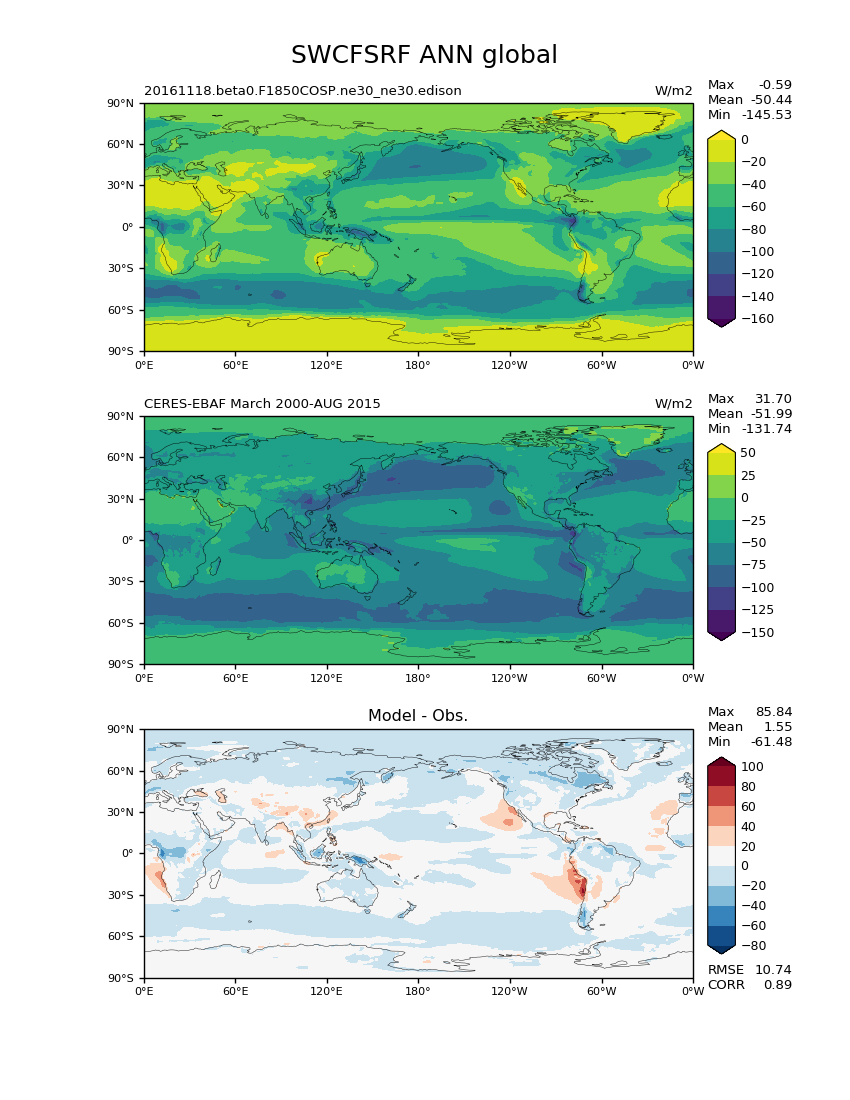 SWCFSRF ANN global
20161118.beta0.F1850COSP.ne30_ne30.edison W/m2
Max -0.59
Mean -50.44
Min -145.53
90°N
60°N
30°N
0°
30°S
60°S
90°S
0°E 60°E 120°E 180° 120°W 60°W 0°W
0
−20
−40
−60
−80
−100
−120
−140
−160
CERES-EBAF March 2000-AUG 2015 W/m2
Max 31.70
Mean -51.99
Min -131.74
90°N
60°N
30°N
0°
30°S
60°S
90°S
0°E 60°E 120°E 180° 120°W 60°W 0°W
50
25
0
−25
−50
−75
−100
−125
−150
Model - Obs.
Max 85.84
Mean 1.55
Min -61.48
90°N
60°N
30°N
0°
30°S
60°S
90°S
0°E 60°E 120°E 180° 120°W 60°W 0°W
100
80
60
40
20
0
−20
−40
−60
−80
RMSE 10.74
CORR 0.89